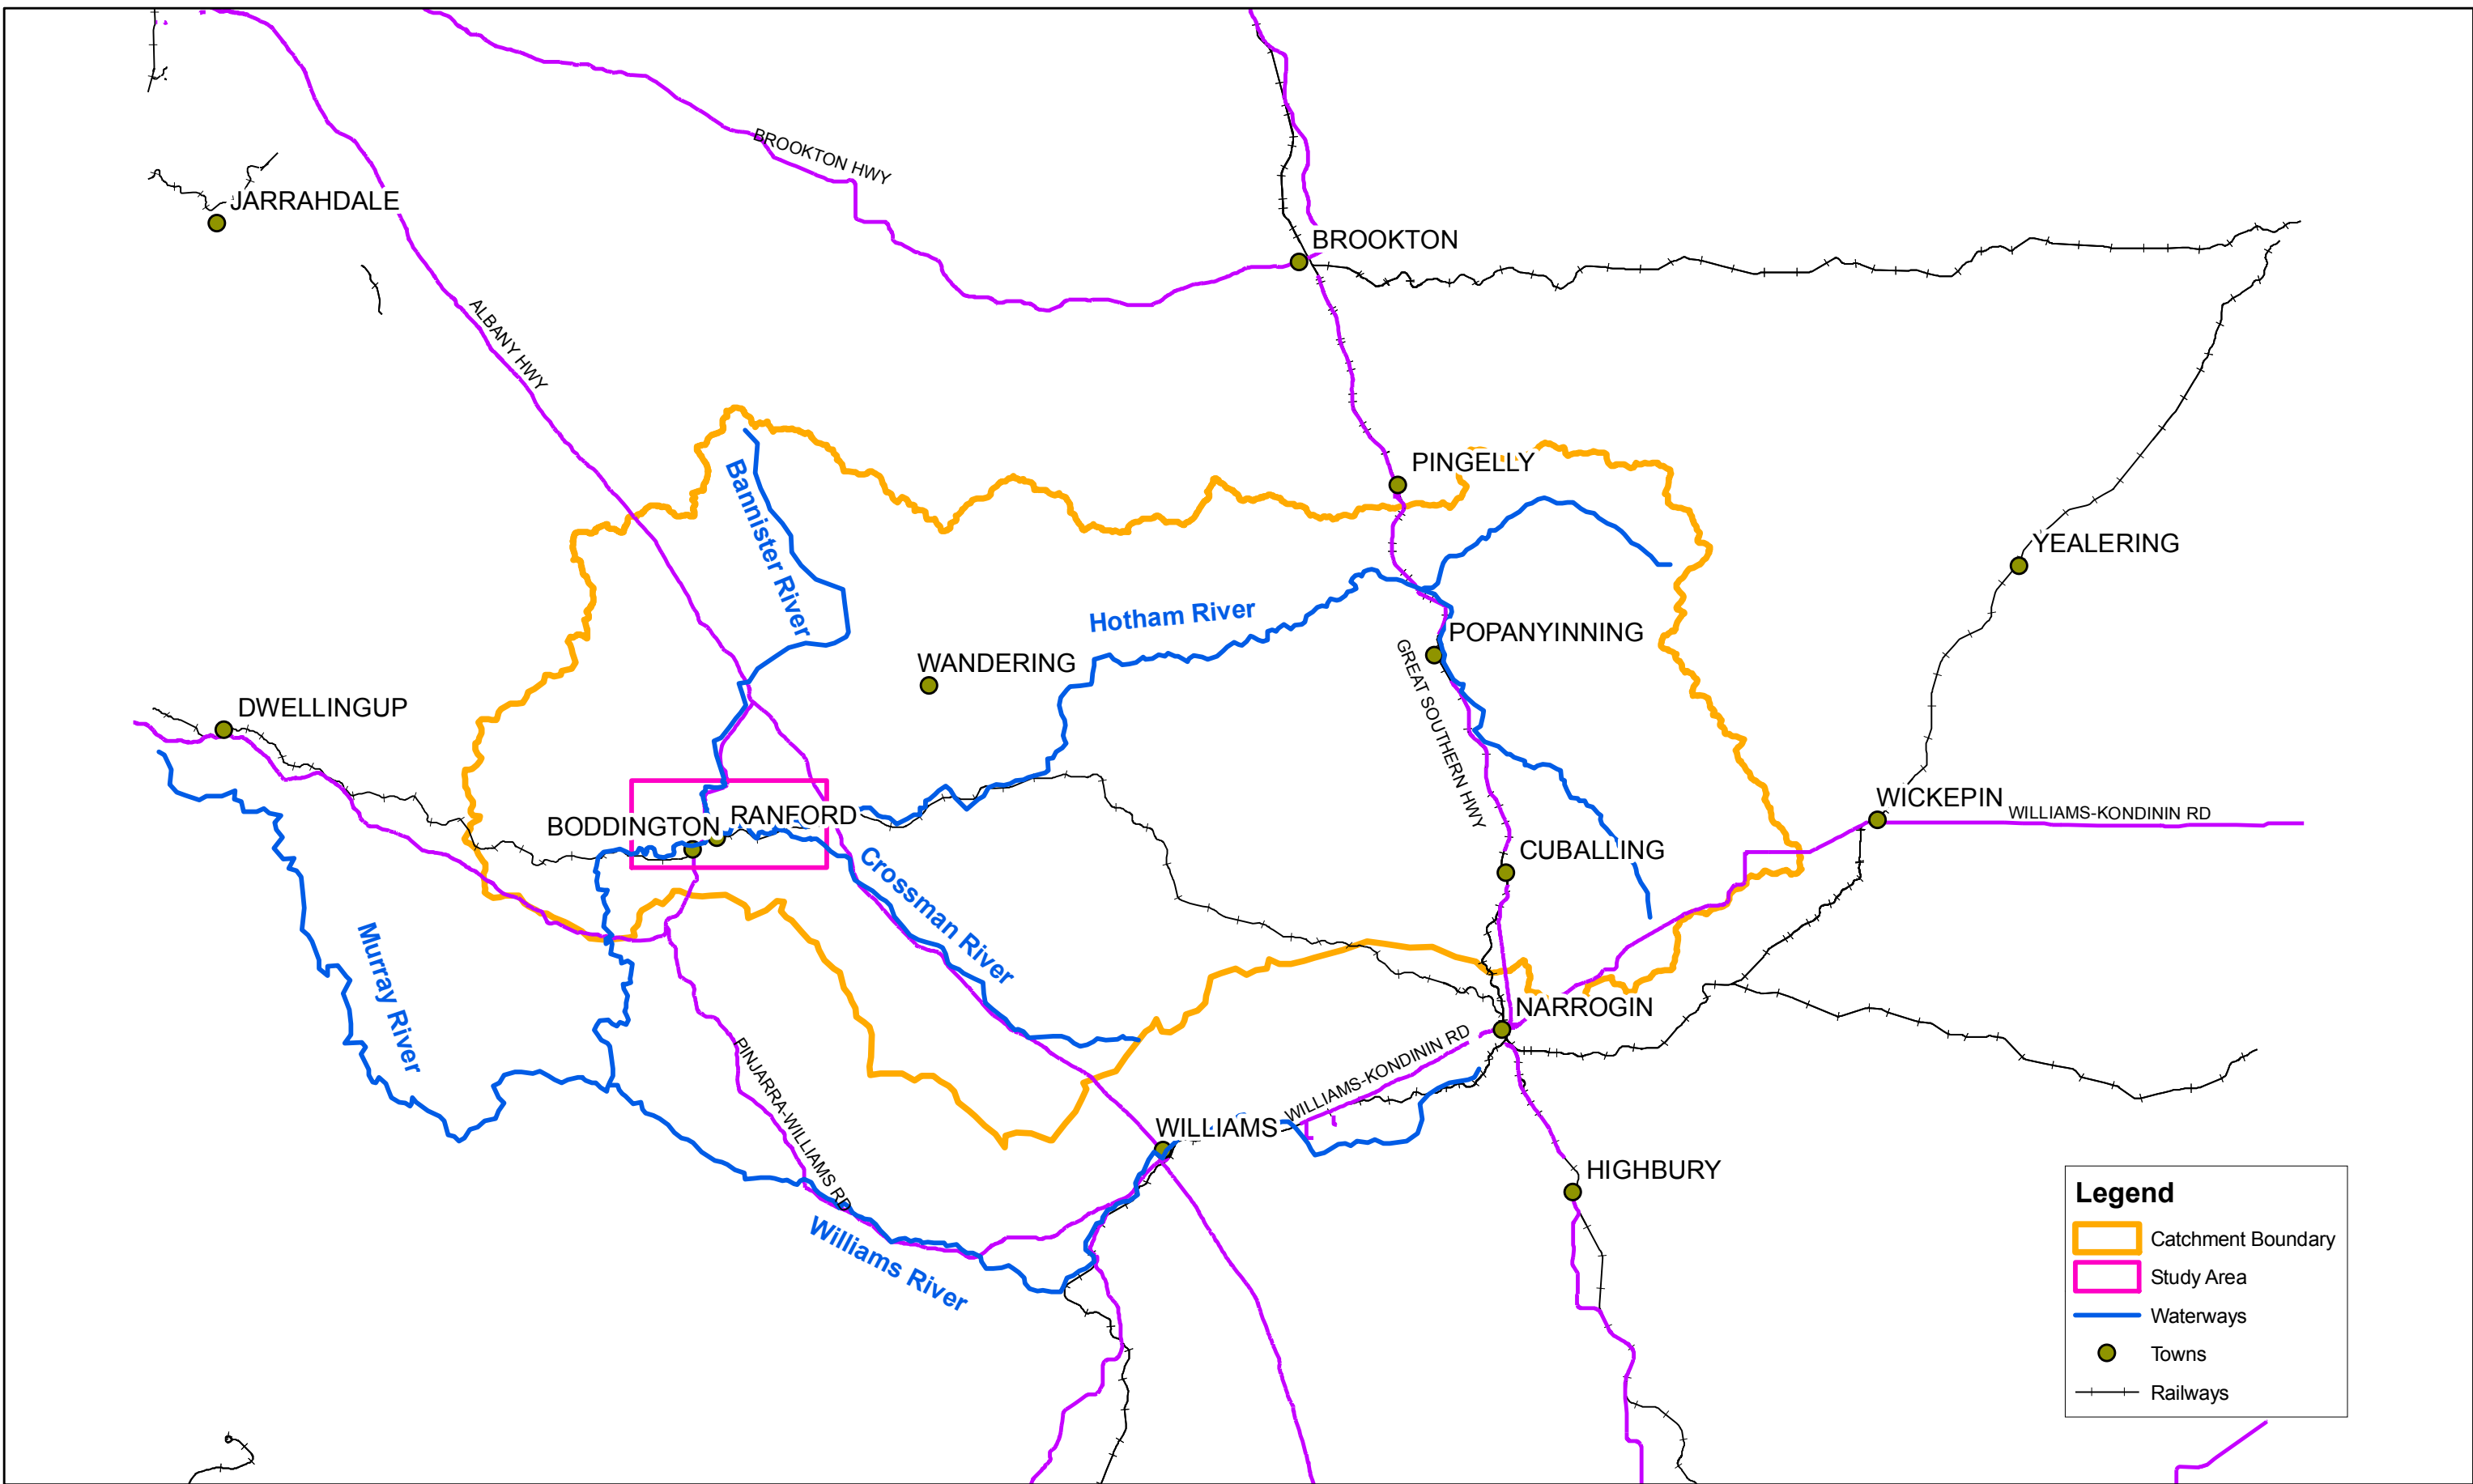 BROOKTON HWY
JARRAHDALE
BROOKTON
ALBANY HWY
PINGELLY
Bannister River
YEALERING
Hotham River
POPANYINNING
WANDERING
GREAT SOUTHERN HWY
DWELLINGUP
WICKEPIN
WILLIAMS-KONDININ RD
RANFORD
BODDINGTON
CUBALLING
Crossman River
Murray River
NARROGIN
WILLIAMS-KONDININ RD
PINJARRA-WILLIAMS RD
WILLIAMS
HIGHBURY
Williams River
Legend
Catchment Boundary
Study Area
Waterways
Towns
Railways